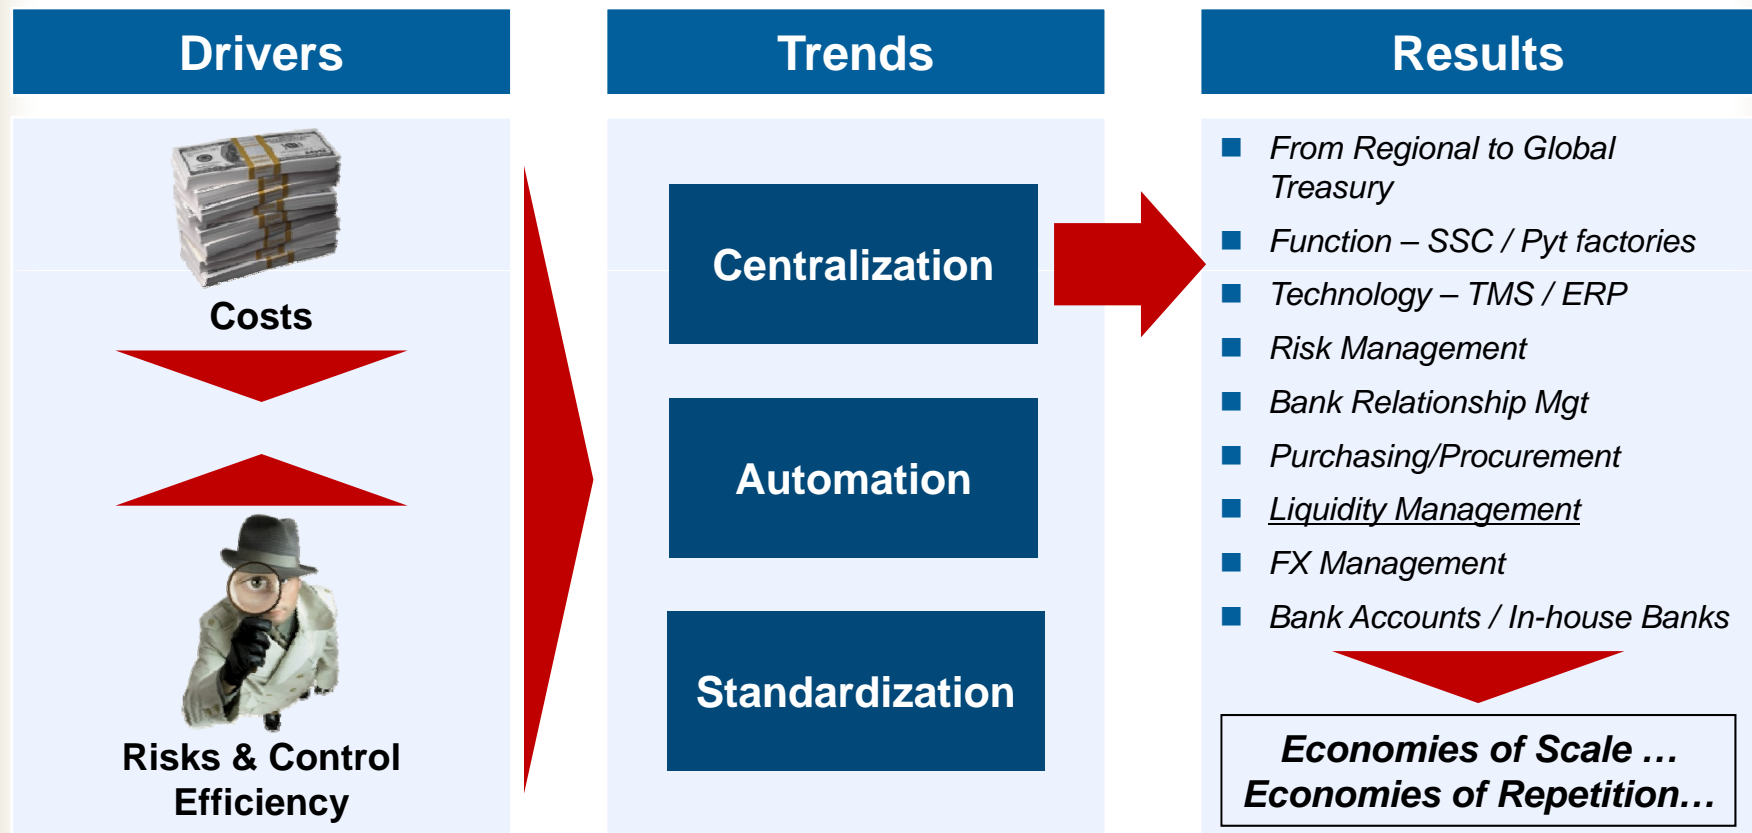 Drivers
Costs
Risks & Control
Efficiency
Trends
Centralization
Automation
Standardization
Results
From Regional to Global
Treasury
Function – SSC / Pyt factories
Technology – TMS / ERP
Risk Management
Bank Relationship Mgt
Purchasing/Procurement
Liquidity Management
FX Management
Bank Accounts / In-house Banks
Economies of Scale …
Economies of Repetition…